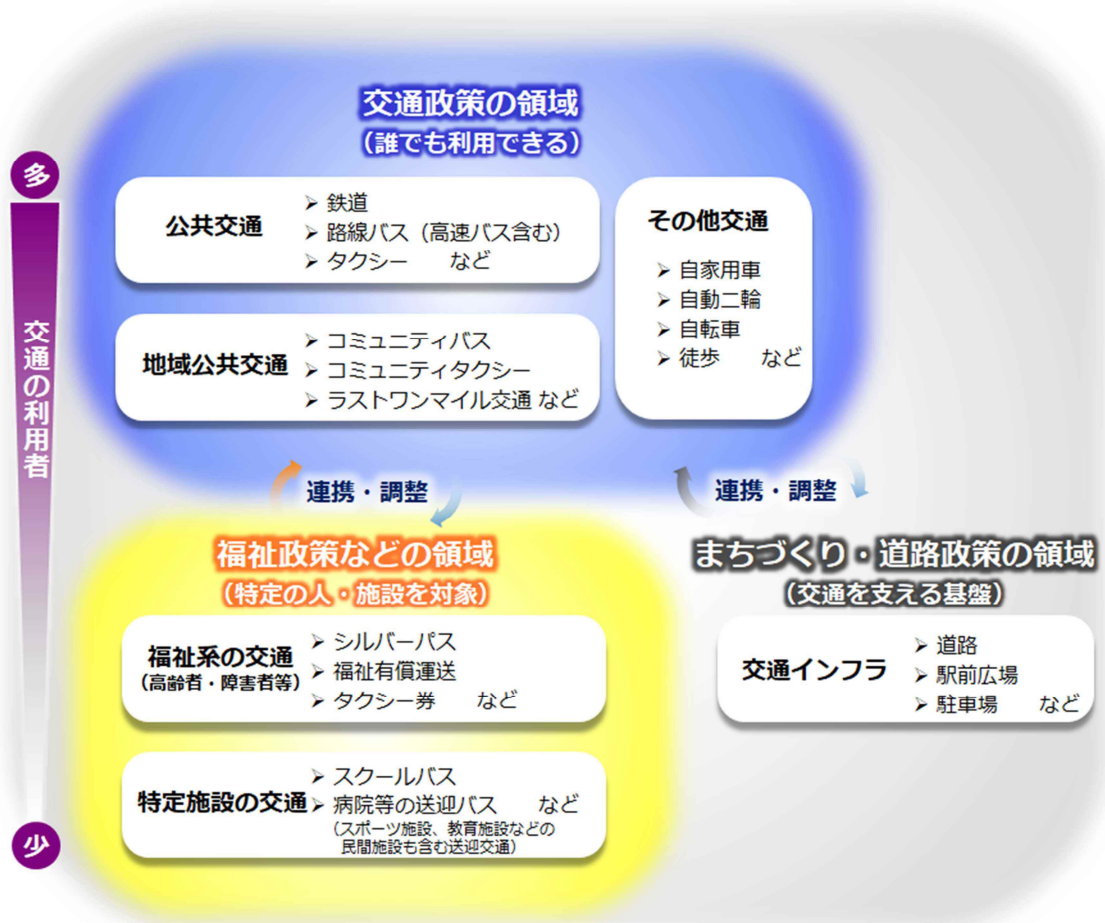 交通政策の領域
（誰でも利用できる）
多
交通の利用者
少
公共交通
➢ 鉄道
➢ 路線バス（高速バス含む）
➢ タクシー　　など
地域公共交通
➢ コミュニティバス
➢ コミュニティタクシー
➢ ラストワンマイル交通 など
その他交通
➢ 自家用車
➢ 自動二輪
➢ 自転車
➢ 徒歩　　など
連携・調整
連携・調整
福祉政策などの領域
（特定の人・施設を対象）
福祉系の交通
（高齢者・障害者等）
➢ シルバーパス
➢ 福祉有償運送
➢ タクシー券　　など
特定施設の交通
➢ スクールバス
➢ 病院等の送迎バス　　など
（スポーツ施設、教育施設などの
民間施設も含む送迎交通）
まちづくり・道路政策の領域
（交通を支える基盤）
交通インフラ
➢ 道路
➢ 駅前広場
➢ 駐車場　　など